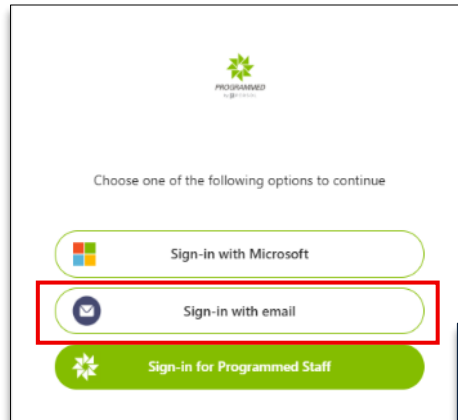 PROGRAMMED
Choose one of the following options to continue
Sign-in with Microsoft
Sign-in with email
Sign-in for Programmed Staff